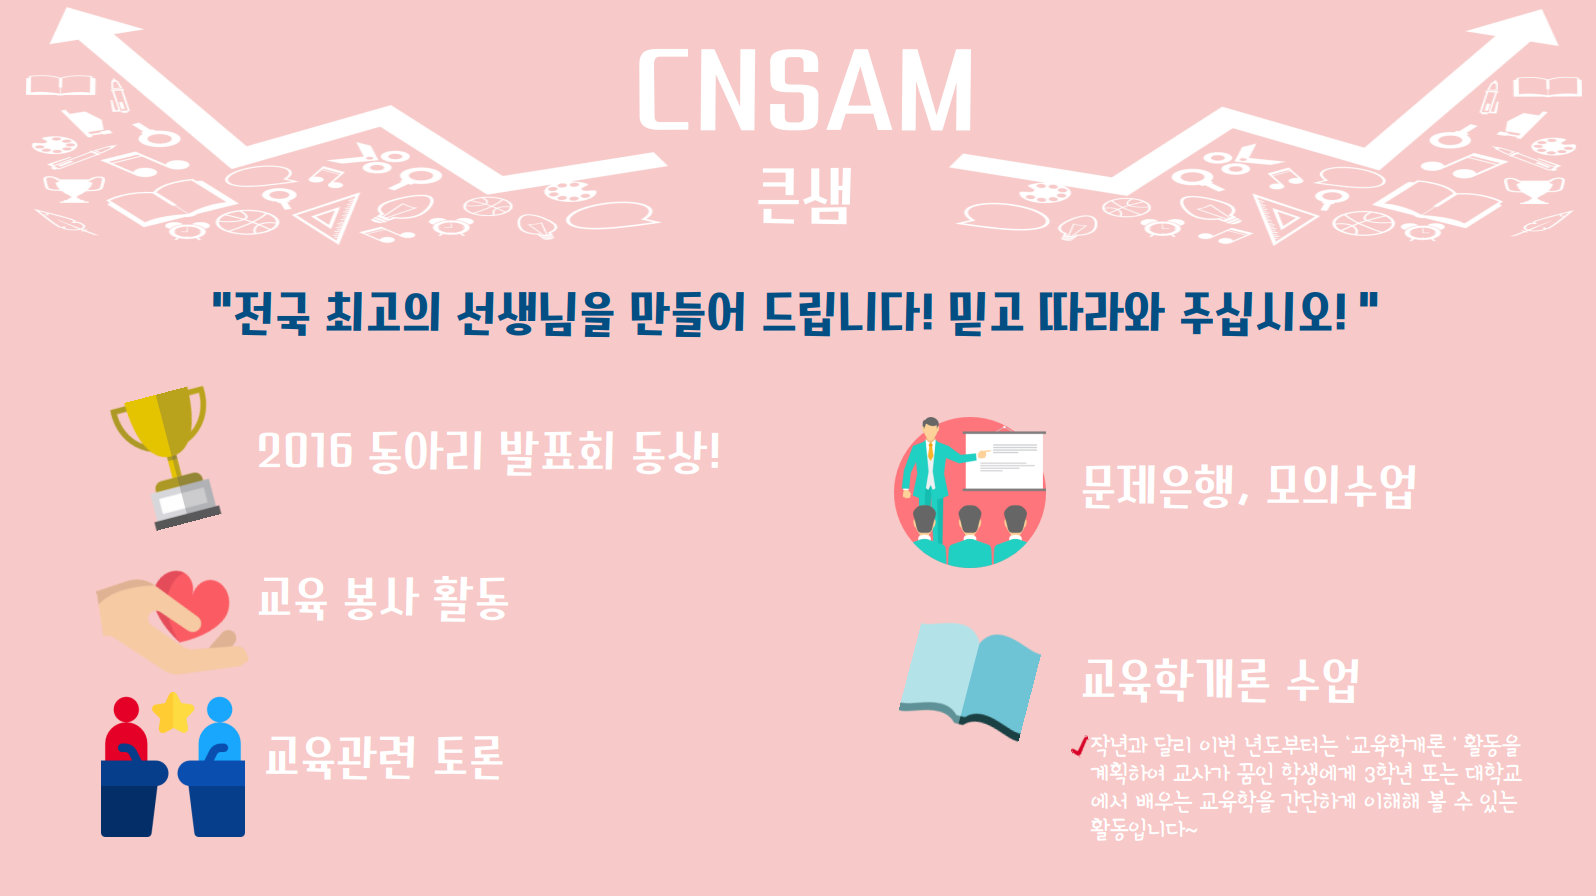 CNSAM
큰샘
"전국 최고의 선생님을 만들어 드립니다! 믿고 따라와 주십시오! "
2016 동아리 발표회 동상!
교육 봉사 활동
교육관련 토론
문제은행, 모의수업
교육학개론 수업
작년과 달리 이번 년도부터는 '교육학개론 ' 활동을
계획하여 교사가 꿈인 학생에게 3학년 또는 대학교
에서 배우는 교육학을 간단하게 이해해 볼 수 있는
활동입니다~